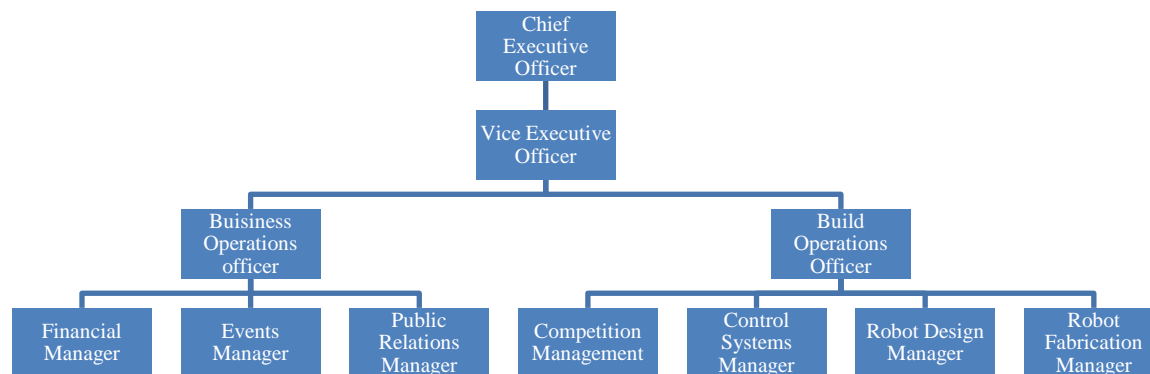 Chief
Executive
Officer
Vice Executive
Officer
Buisiness
Operations
officer
Build
Operations
Officer
Financial
Manager
Events
Manager
Public
Relations
Manager
Competition
Management
Control
Systems
Manager
Robot Design
Manager
Robot
Fabrication
Manager